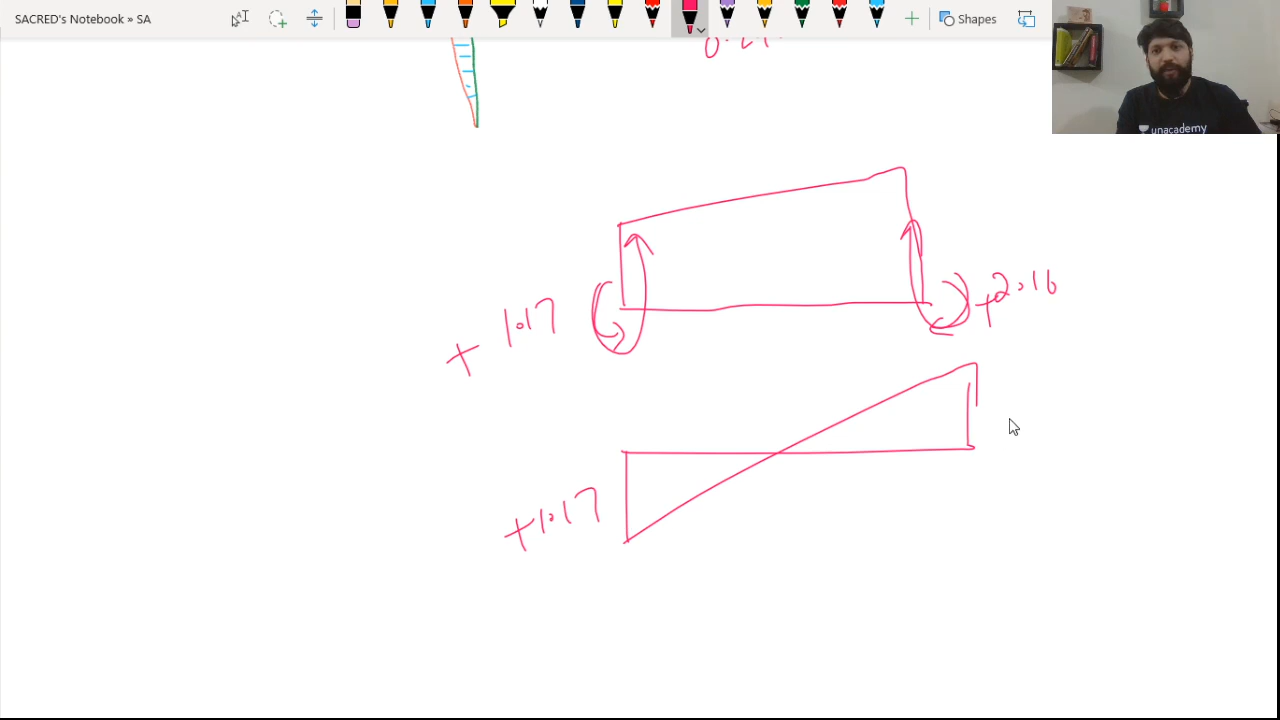 SACRED's Notebook » SA
Shapes
unacademy
+2.16
+ 1.17
+1.17